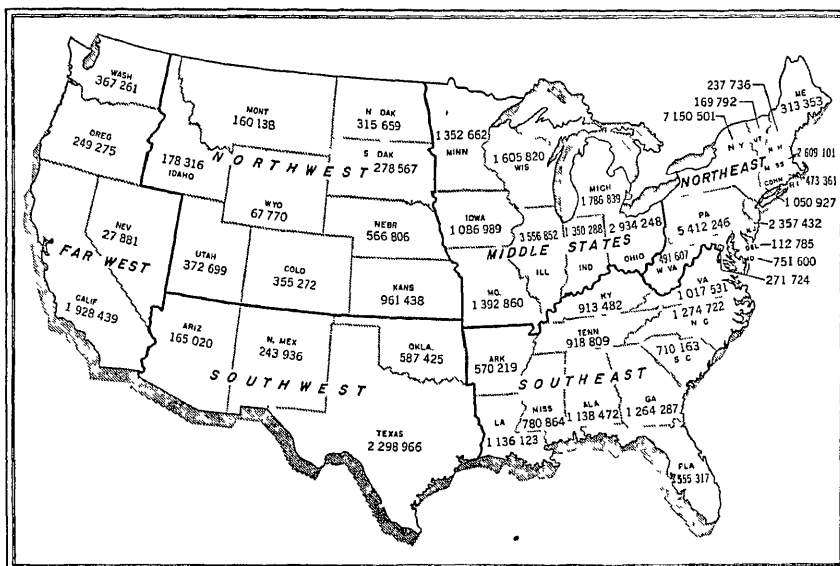 WASH
367 261
OREG
249 275
MONT
160 138
178 316
IDAHO
N DAK
315 659
S DAK
278 567
NORTHWEST
WYO
67 770
NEBR
566 806
NEV
27 881
UTAH
372 699
COLO
355 272
KANS
961 438
FAR WEST
CALIF
1 928 439
ARIZ
165 020
N. MEX
243 936
OKLA.
587 425
SOUTHWEST
TEXAS
2 298 966
1 352 662
MINN
1 605 820
WIS
MICH
1 786 839
IOWA
1 086 989
3 556 852
ILL
1 350 288
IND
2 934 248
OHIO
MIDDLE STATES
MO.
1 392 860
237 736
169 792
7 150 501
ME
313 353
N Y
VT
N H
2 609 101
M SS
CONN
R I
473 361
1 050 927
NORTHEAST
PA
5 412 246
N J
2 357 432
DEL
112 785
MD
751 600
271 724
491 607
W VA
VA
1 017 531
KY
913 482
1 274 722
N C
TENN
918 809
710 163
S C
ARK
570 219
SOUTHEAST
MISS
780 864
ALA
1 138 472
GA
1 264 287
LA
1 136 123
FLA
555 317